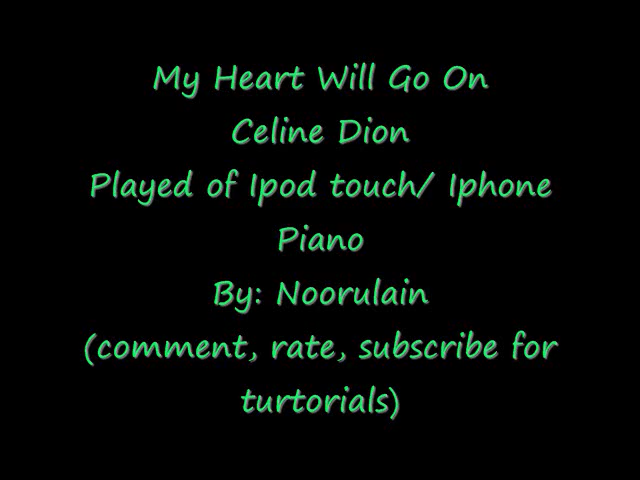 My Heart Will Go On
Celine Dion
Played of Ipod touch/ Iphone
Piano
By: Noorulain
(comment, rate, subscribe for
turtorials)